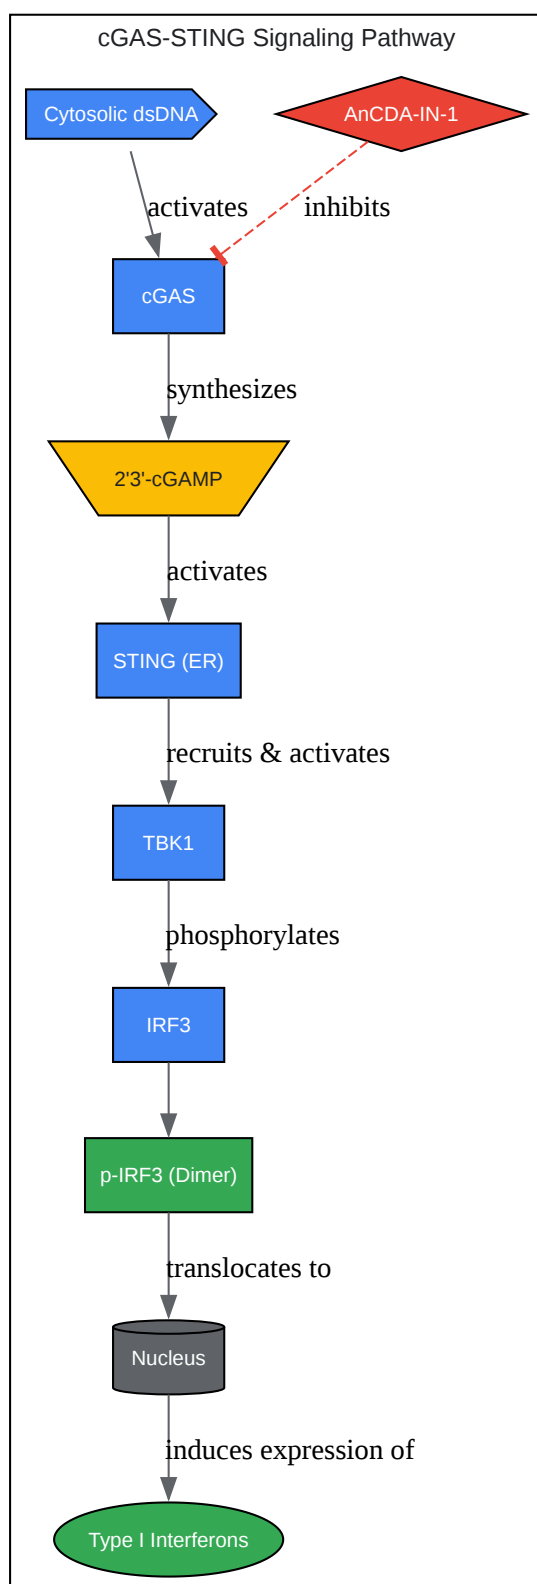 cGAS-STING Signaling Pathway
Cytosolic dsDNA
AnCDA-IN-1
activates
inhibits
cGAS
synthesizes
2'3'-cGAMP
activates
STING (ER)
recruits & activates
TBK1
phosphorylates
IRF3
p-IRF3 (Dimer)
translocates to
Nucleus
induces expression of
Type I Interferons